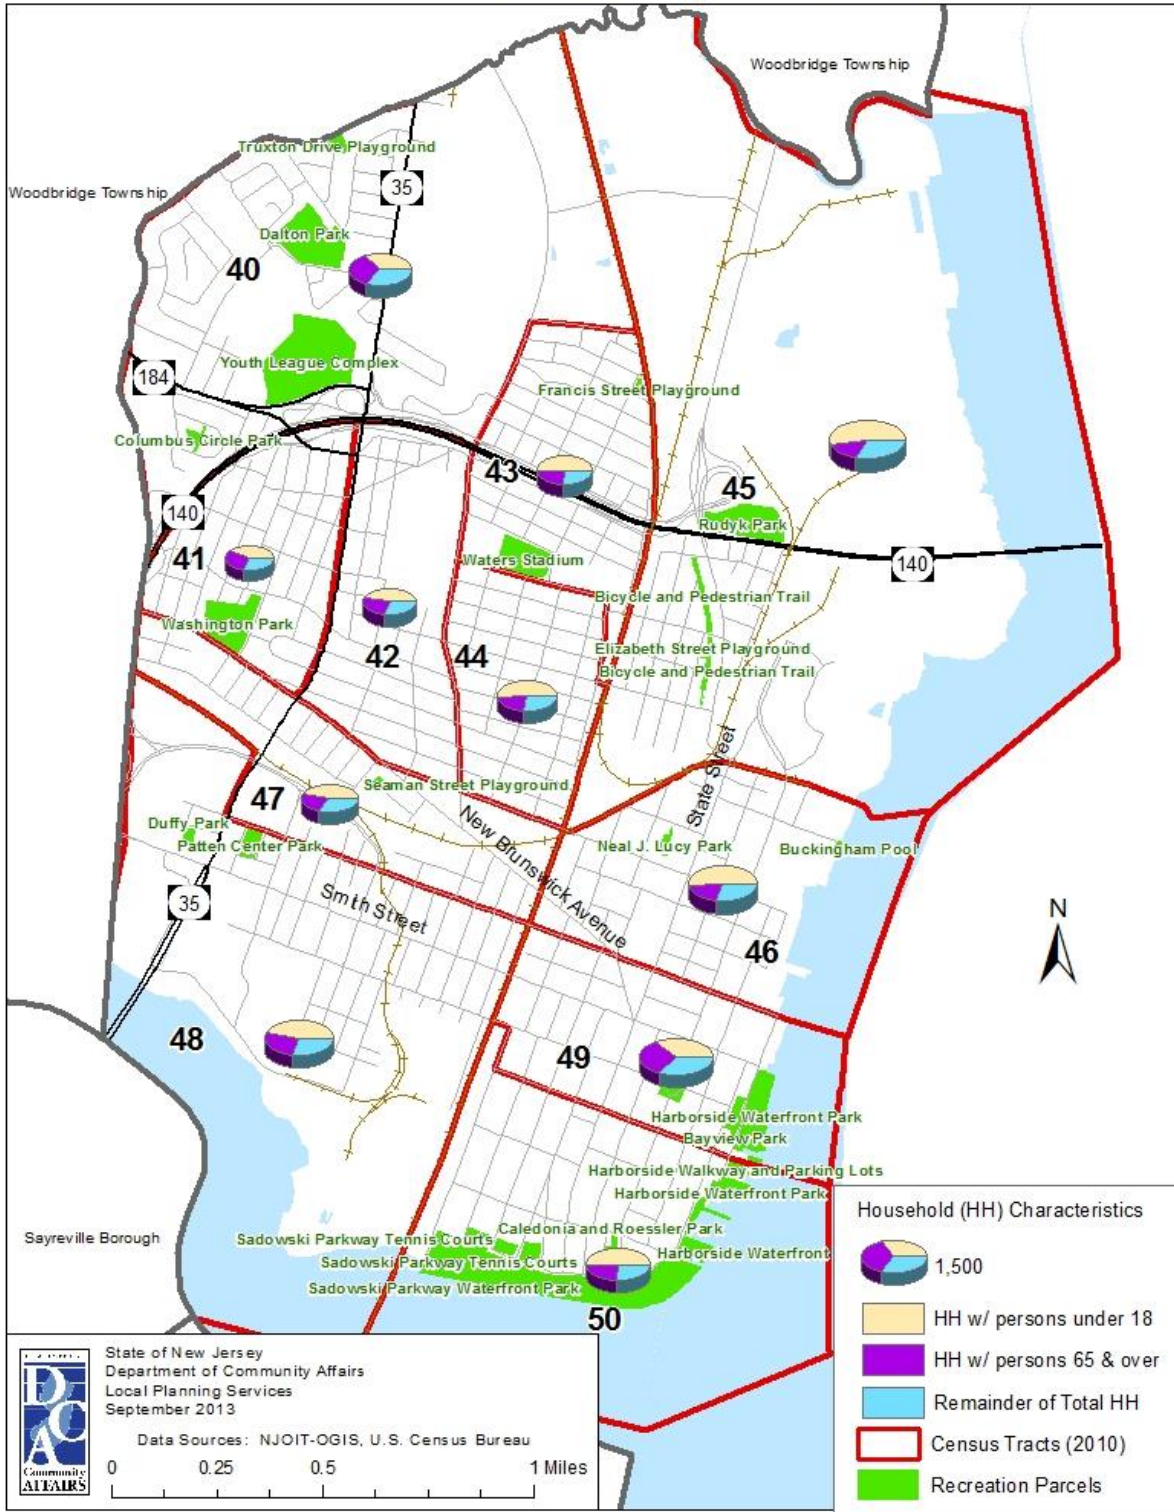 Woodbridge Township
Truxton Drive Playground
35
Woodbridge Township
Dalton Park
40
Youth League Complex
184
Francis Street Playground
Columbus Circle Park
43
45
140
Rudyk Park
41
Waters Stadium
140
Bicycle and Pedestrian Trail
Washington Park
Elizabeth Street Playground
42
44
Bicycle and Pedestrian Trail
State Street
Seaman Street Playground
47
Duffy Park
Patten Center Park
New Brunswick Avenue
Neal J. Lucy Park
Buckingham Pool
35
Smith Street
N
46
48
49
Harborside Waterfront Park
Bayview Park
Harborside Walkway and Parking Lots
Harborside Waterfront Park
Sayreville Borough
Caledonia and Roessler Park
Sadowski Parkway Tennis Courts
Harborside Waterfront
Sadowski Parkway Tennis Courts
Sadowski Parkway Waterfront Park
50
Household (HH) Characteristics
1,500
HH w/ persons under 18
HH w/ persons 65 & over
Remainder of Total HH
Census Tracts (2010)
Recreation Parcels
DCA
Community
AFFAIRS
State of New Jersey
Department of Community Affairs
Local Planning Services
September 2013
Data Sources: NJOIT-OGIS, U.S. Census Bureau
0 0.25 0.5 1 Miles